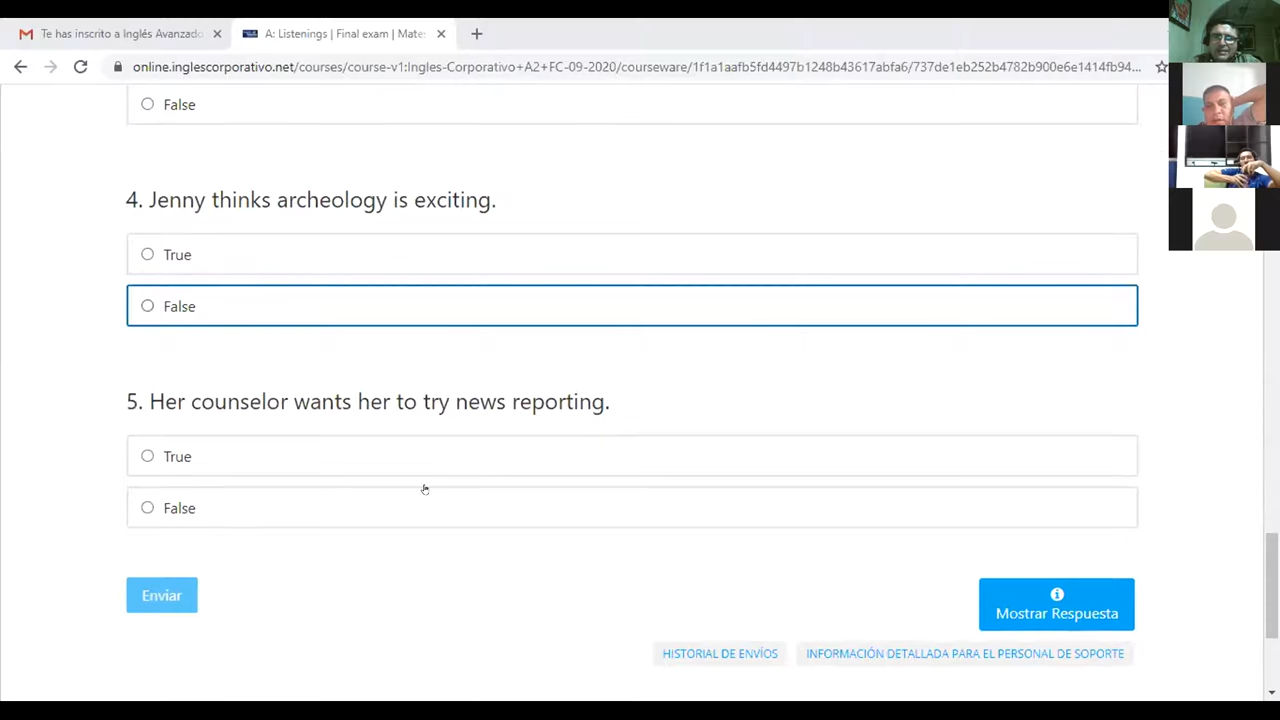 Te has inscrito a Inglés Avanzado
A: Listenings | Final exam | Mate
online.inglescorporativo.net/courses/course-v1:Ingles-Corporativo+A2+FC-09-2020/courseware/1f1a1aafb5fd4497b1248b43617abfa6/737de1eb252b4782b900e6e1414fb94...
False
4. Jenny thinks archeology is exciting.
True
False
5. Her counselor wants her to try news reporting.
True
False
Enviar
Mostrar Respuesta
HISTORIAL DE ENVÍOS
INFORMACIÓN DETALLADA PARA EL PERSONAL DE SOPORTE